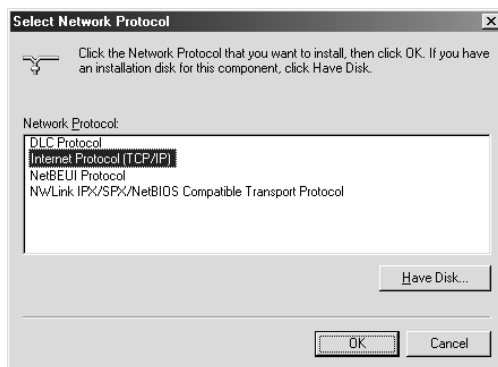 Select Network Protocol
Click the Network Protocol that you want to install, then click OK. If you have
an installation disk for this component, click Have Disk.
Network Protocol:
DLC Protocol
Internet Protocol (TCP/IP)
NetBEUI Protocol
NWLink IPX/SPX/NetBIOS Compatible Transport Protocol
Have Disk...
OK
Cancel